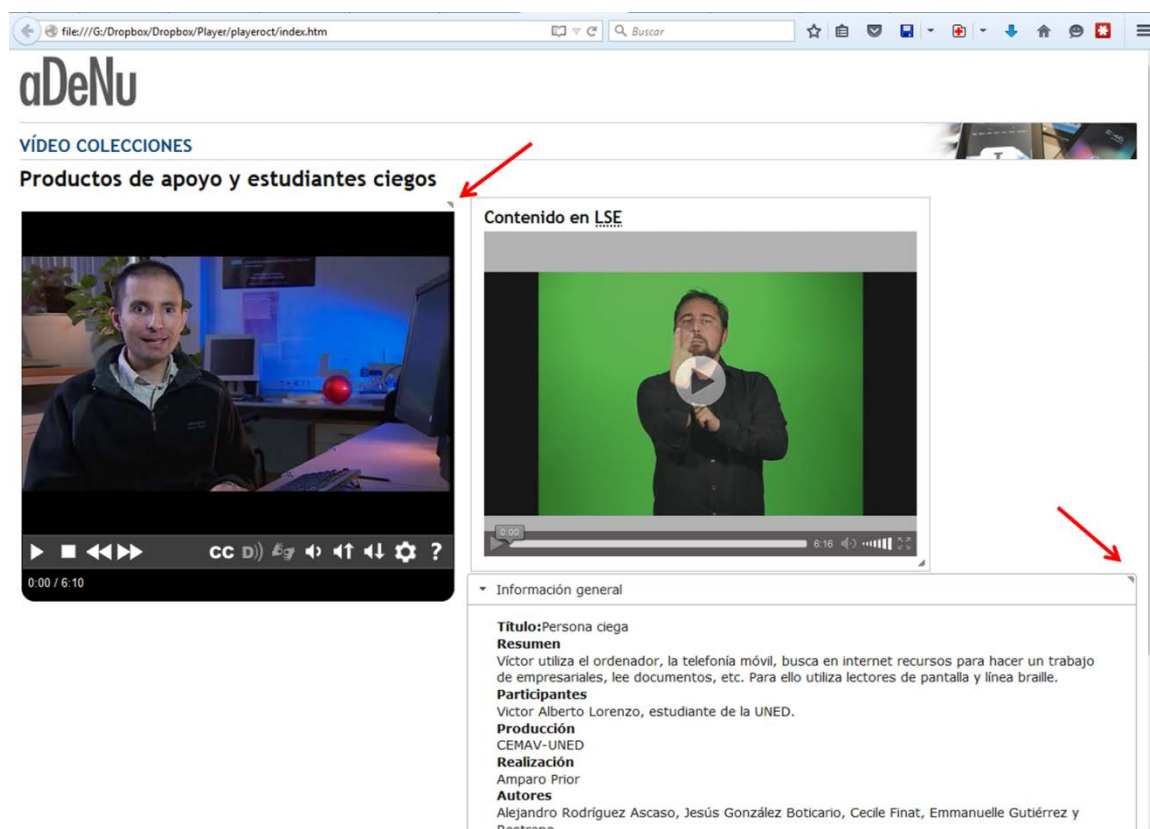 file:///G:/Dropbox/Dropbox/Player/playeroct/index.htm
Buscar
aDeNu
VÍDEO COLECCIONES
Productos de apoyo y estudiantes ciegos
CC D))
?
0:00 / 6:10
Contenido en LSE
0:00
6:16
Información general
Título:Persona ciega
Resumen
Víctor utiliza el ordenador, la telefonía móvil, busca en internet recursos para hacer un trabajo
de empresariales, lee documentos, etc. Para ello utiliza lectores de pantalla y línea braille.
Participantes
Victor Alberto Lorenzo, estudiante de la UNED.
Producción
CEMAV-UNED
Realización
Amparo Prior
Autores
Alejandro Rodríguez Ascaso, Jesús González Boticario, Cecile Finat, Emmanuelle Gutiérrez y